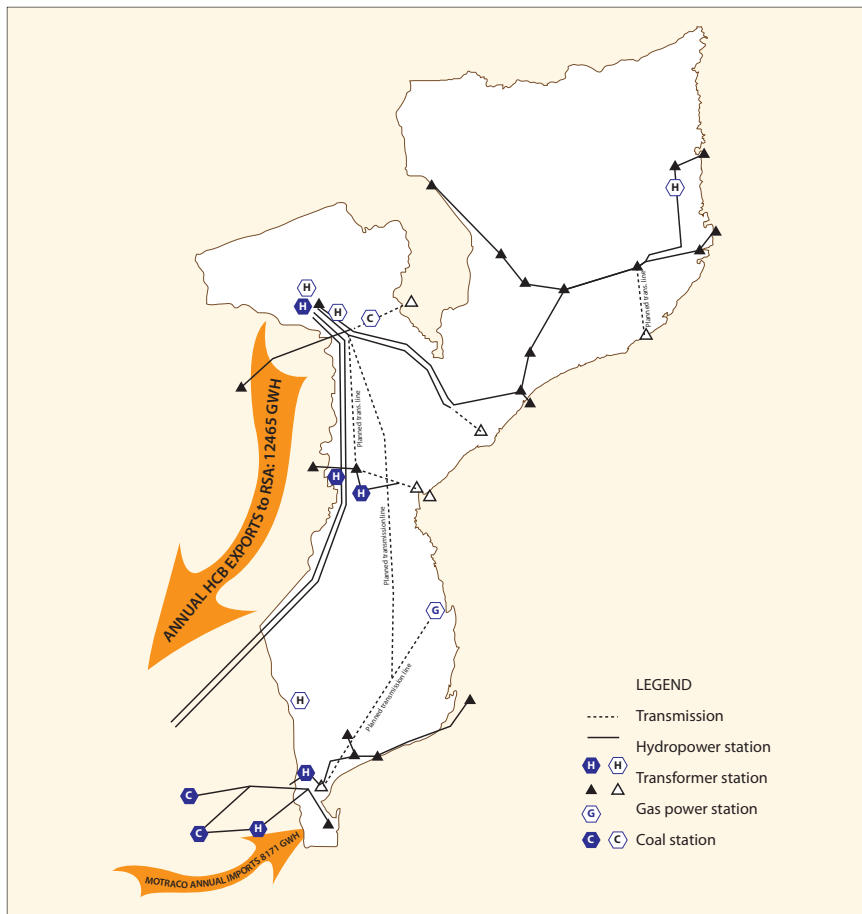 H
H
H
H
C
Planned trans. line
ANNUAL HCB EXPORTS to RSA: 12465 GWH
Planned trans. line
H
H
Planned transmission line
G
H
Planned transmission line
H
C
C
H
MOTRACO ANNUAL IMPORTS 8171 GWH
LEGEND
Transmission
Hydropower station
H H Transformer station
G Gas power station
C C Coal station